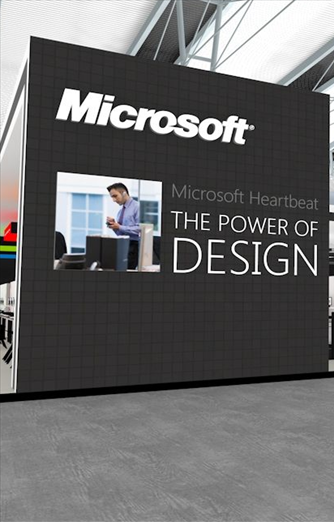 Microsoft®
Microsoft Heartbeat
THE POWER OF
DESIGN